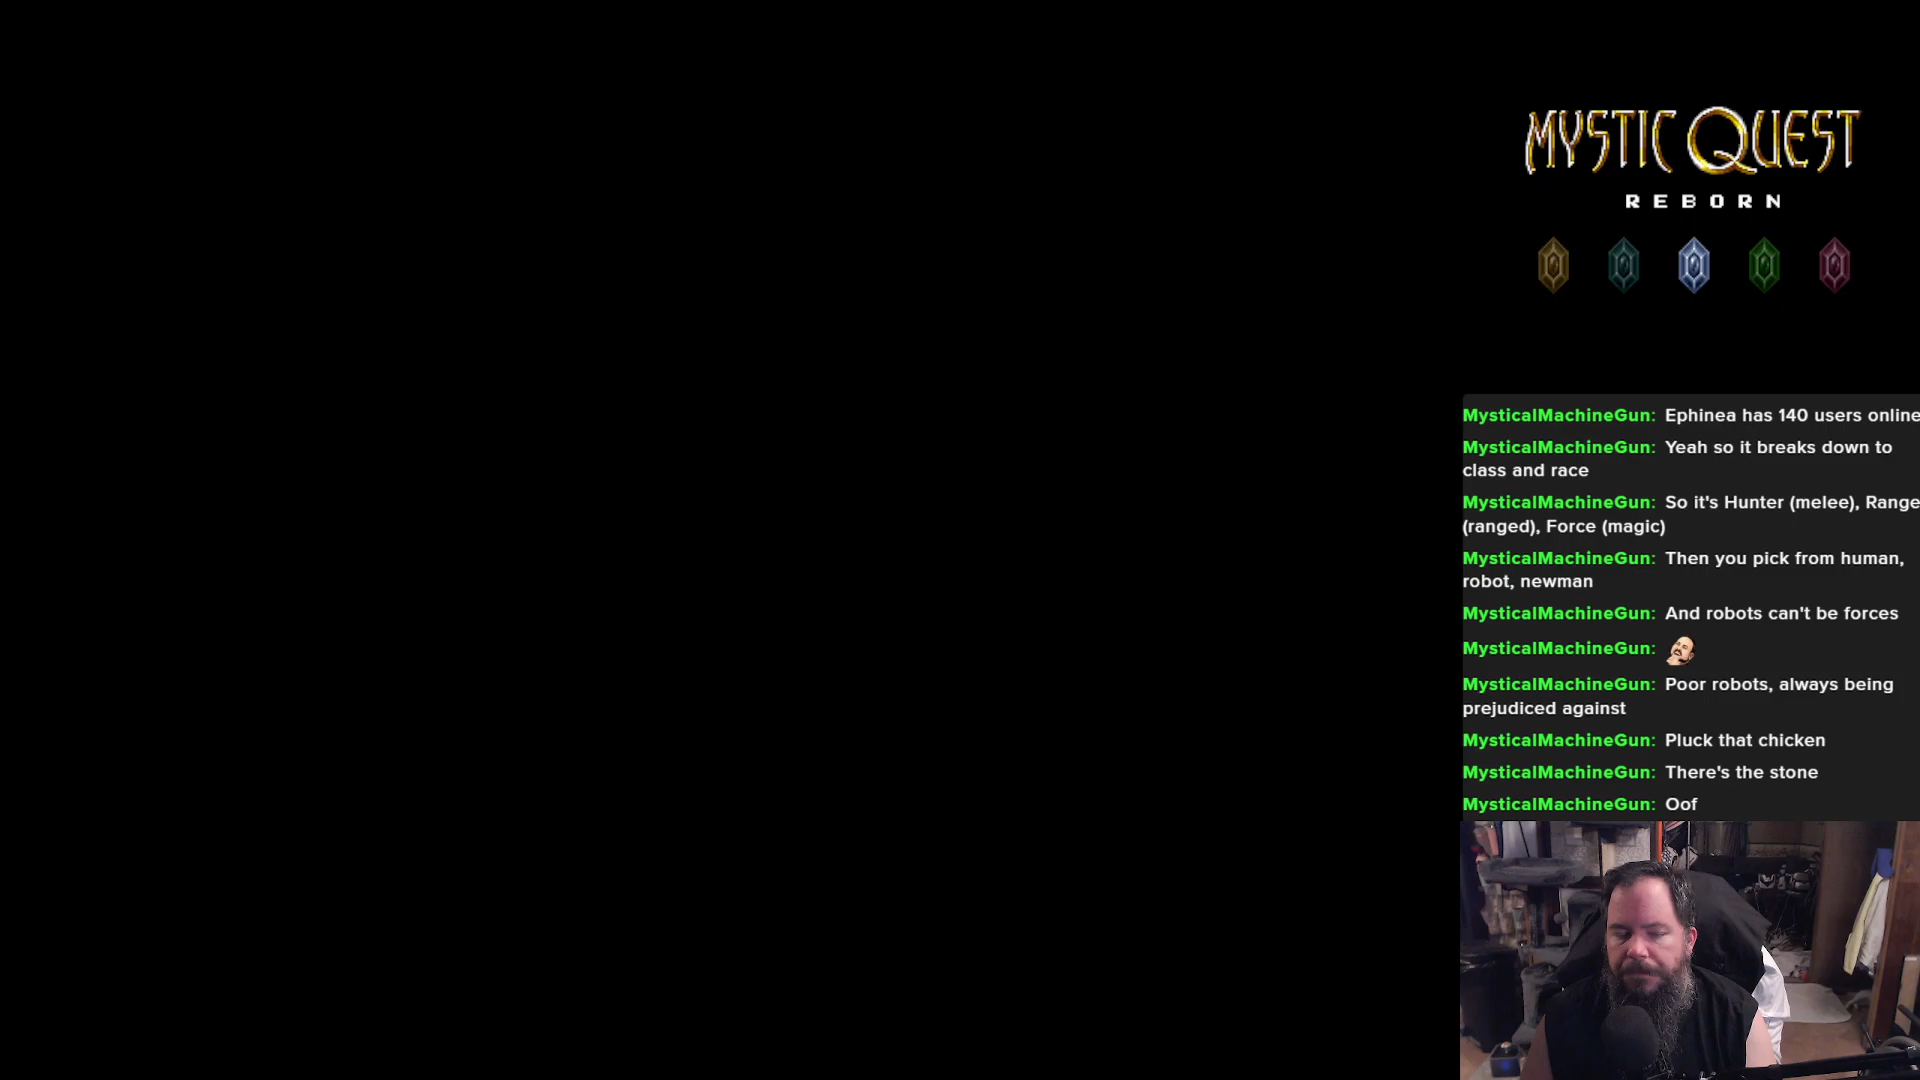 MYSTIC QUEST
REBORN
MysticalMachineGun: Ephinea has 140 users online
MysticalMachineGun: Yeah so it breaks down to
class and race
MysticalMachineGun: So it's Hunter (melee), Range
(ranged), Force (magic)
MysticalMachineGun: Then you pick from human,
robot, newman
MysticalMachineGun: And robots can't be forces
MysticalMachineGun:
MysticalMachineGun: Poor robots, always being
prejudiced against
MysticalMachineGun: Pluck that chicken
MysticalMachineGun: There's the stone
MysticalMachineGun: Oof